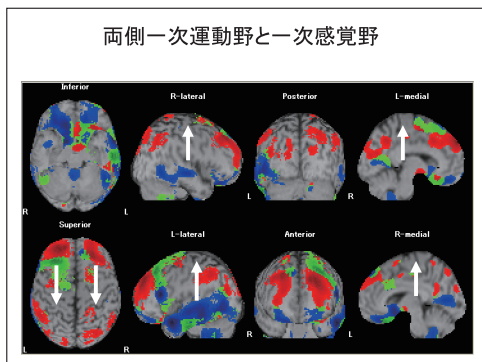 両側一次運動野と一次感覚野
Inferior
R-lateral
Posterior
L-medial
R
L
L
R
Superior
L-lateral
Anterior
R-medial
L
R
R
L